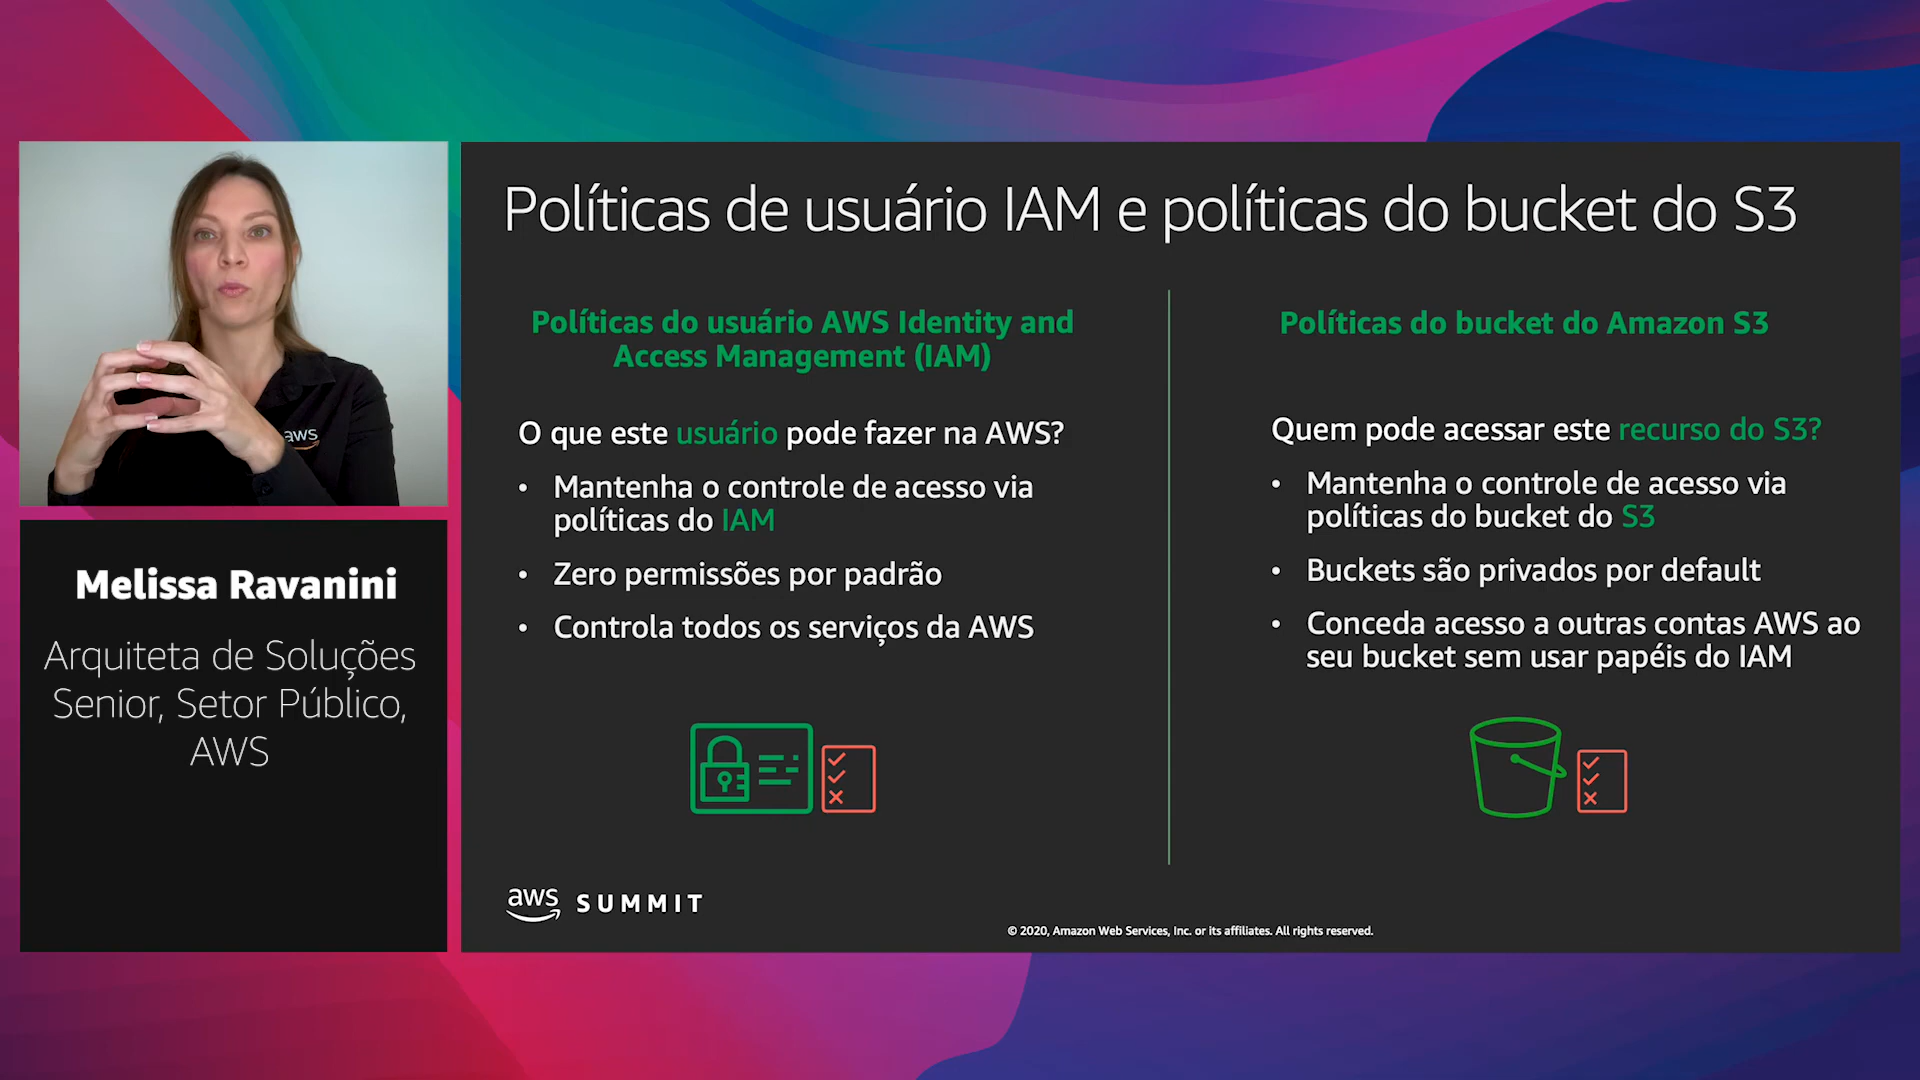 Políticas de usuário IAM e políticas do bucket do S3
Políticas do usuário AWS Identity and
Access Management (IAM)
O que este usuário pode fazer na AWS?
• Mantenha o controle de acesso via
políticas do IAM
• Zero permissões por padrão
• Controla todos os serviços da AWS
Políticas do bucket do Amazon S3
Quem pode acessar este recurso do S3?
• Mantenha o controle de acesso via
políticas do bucket do S3
• Buckets são privados por default
• Conceda acesso a outras contas AWS ao
seu bucket sem usar papéis do IAM
aws
Melissa Ravanini
Arquiteta de Soluções
Senior, Setor Público,
AWS
aws SUMMIT
© 2020, Amazon Web Services, Inc. or its affiliates. All rights reserved.